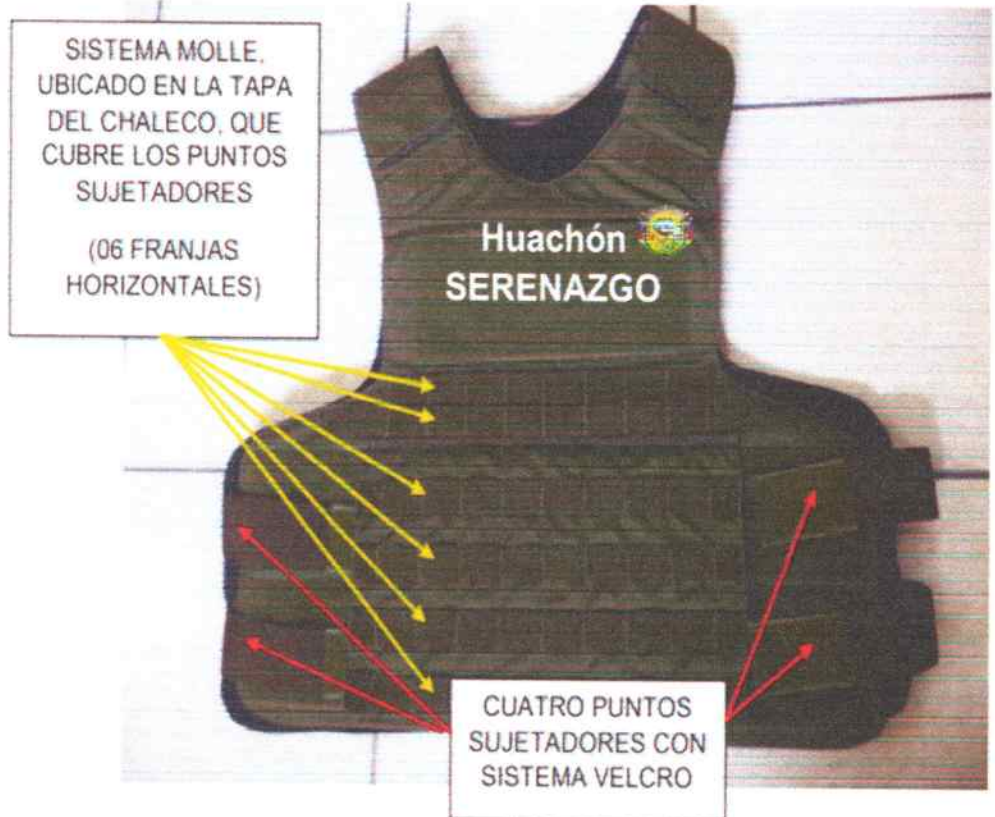 SISTEMA MOLLE,
UBICADO EN LA TAPA
DEL CHALECO, QUE
CUBRE LOS PUNTOS
SUJETADORES
(06 FRANJAS
HORIZONTALES)
Huachón
SERENAZGO
CUATRO PUNTOS
SUJETADORES CON
SISTEMA VELCRO